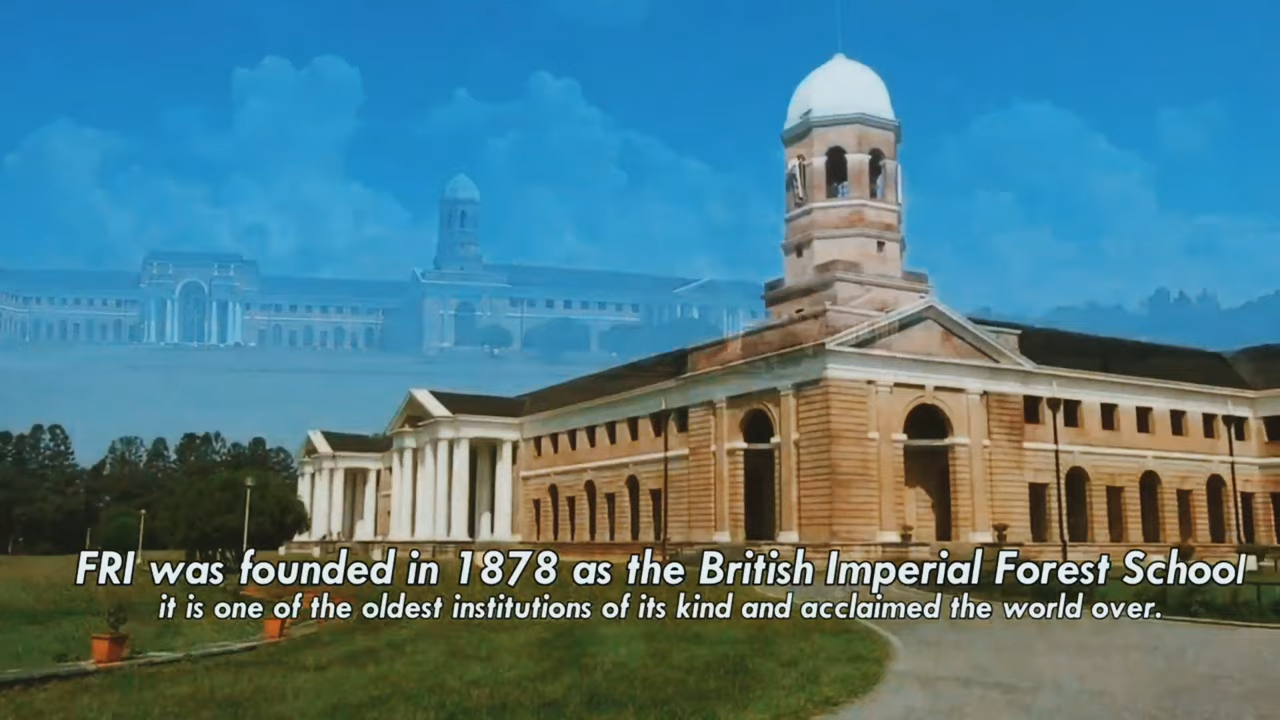 FRI was founded in 1878 as the British Imperial Forest School
it is one of the oldest institutions of its kind and acclaimed the world over.